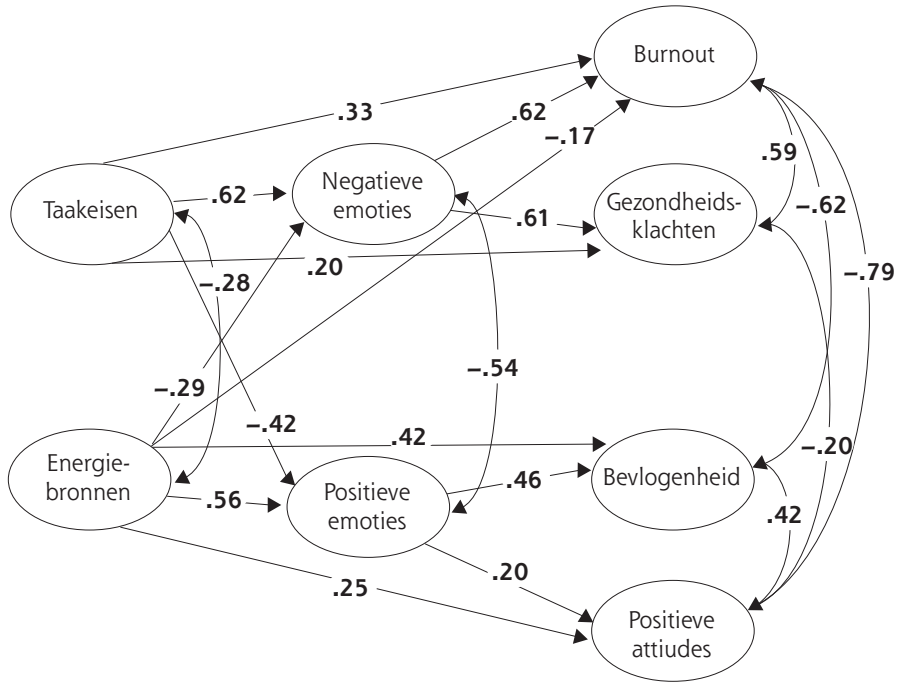 Burnout
.33
.62
–.17
.59
Negatieve
emoties
Taakeisen
.62
Gezondheids-
klachten
–.62
.61
.20
–.28
–.79
–.54
–.29
–.42
.42
–.20
Energie-
bronnen
.56
Positieve
emoties
.46
Bevlogenheid
.42
.25
.20
Positieve
attiudes